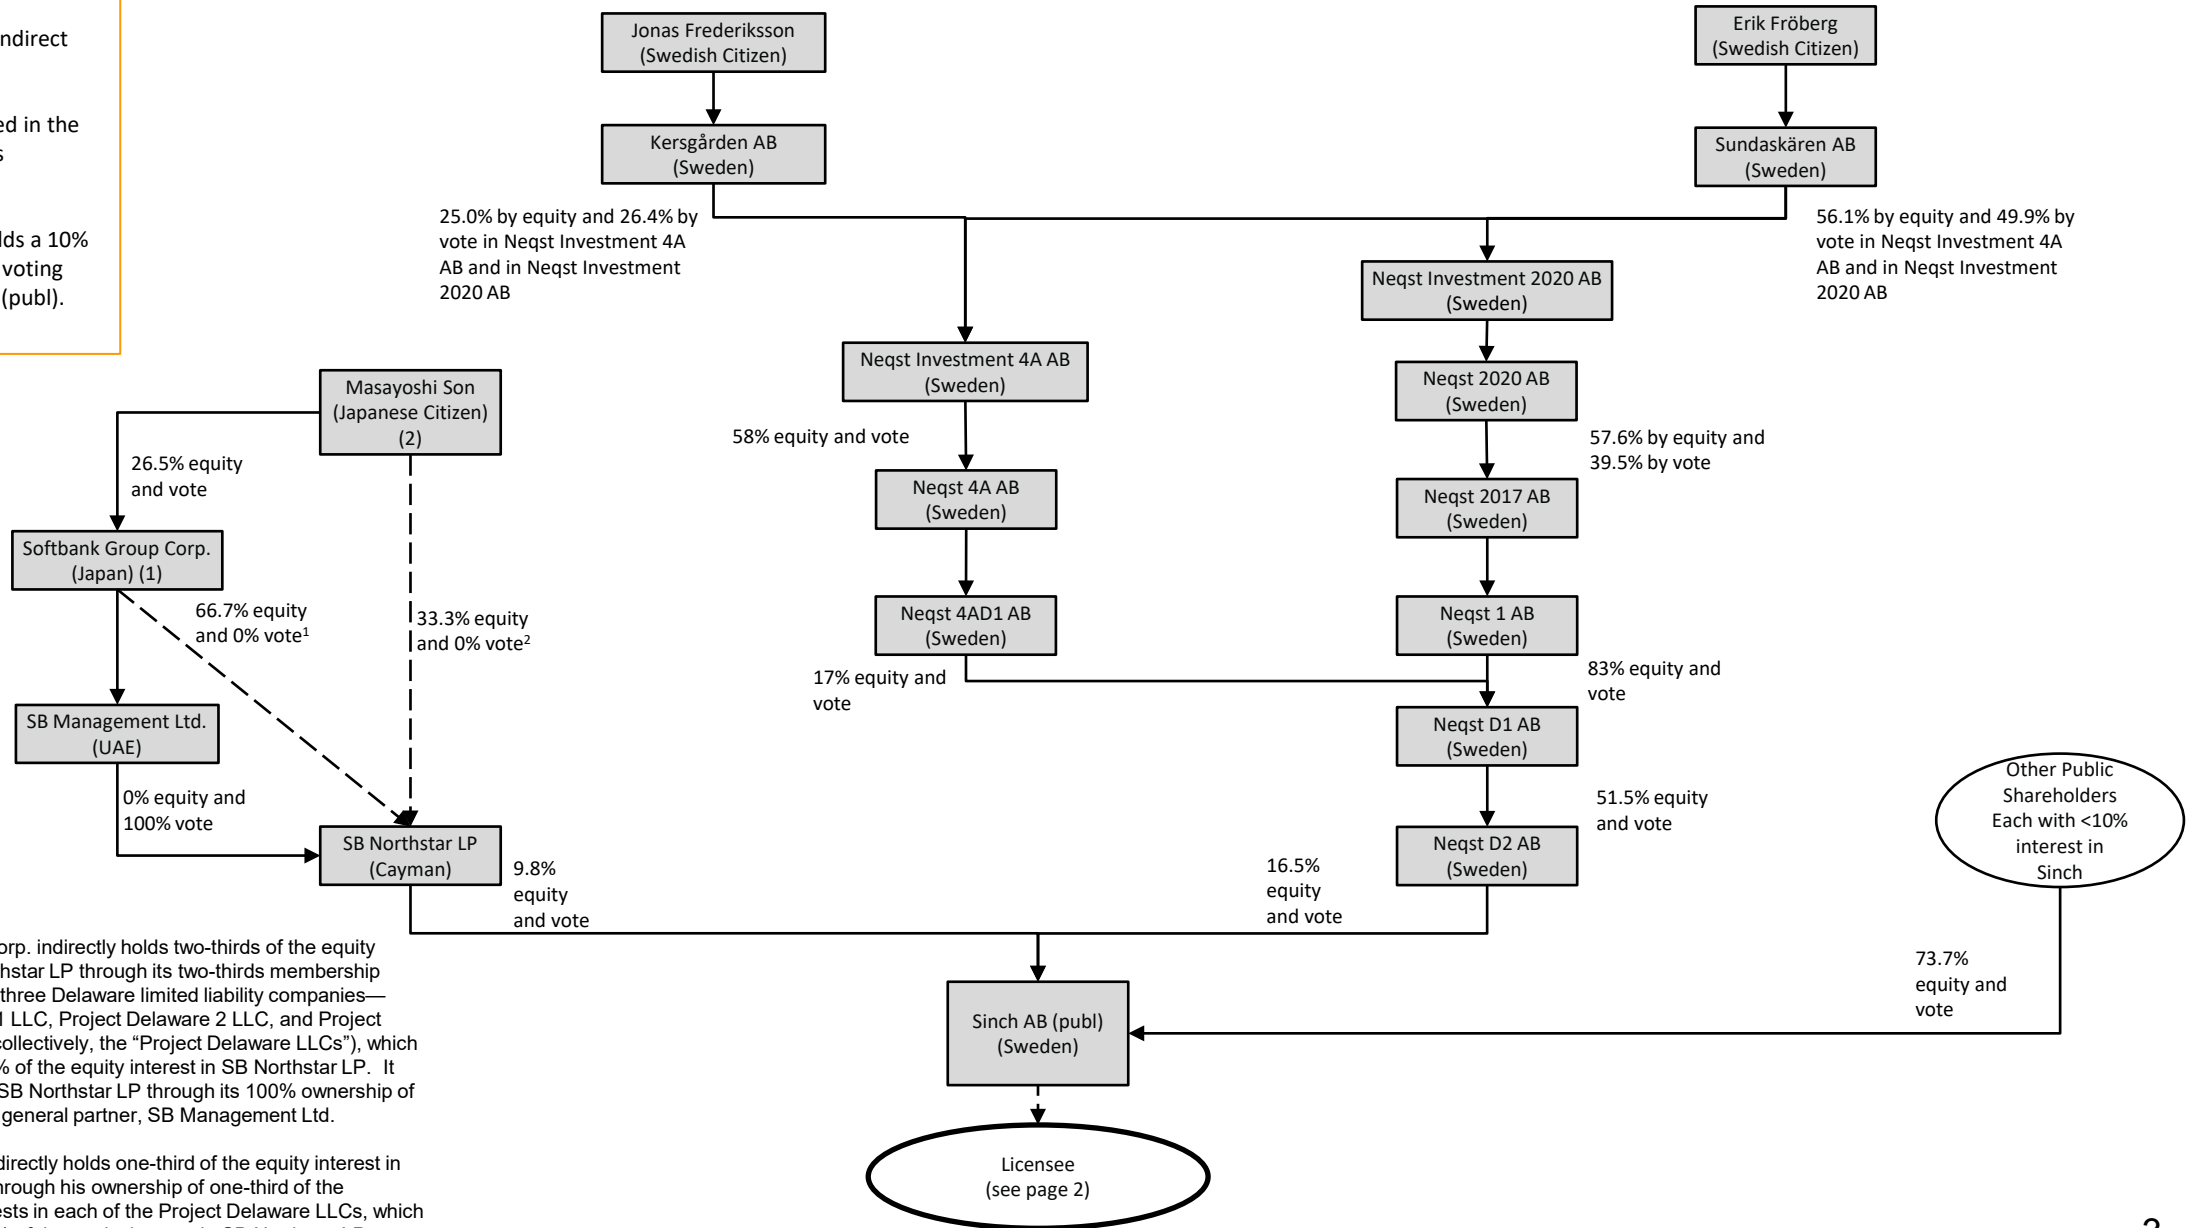 ndirect
ed in the
s
lds a 10%
voting
(publ).
Jonas Frederiksson
(Swedish Citizen)
Erik Fröberg
(Swedish Citizen)
Kersgården AB
(Sweden)
Sundaskären AB
(Sweden)
25.0% by equity and 26.4% by
vote in Neqst Investment 4A
AB and in Neqst Investment
2020 AB
56.1% by equity and 49.9% by
vote in Neqst Investment 4A
AB and in Neqst Investment
2020 AB
Neqst Investment 2020 AB
(Sweden)
Neqst Investment 4A AB
(Sweden)
Neqst 2020 AB
(Sweden)
Masayoshi Son
(Japanese Citizen)
(2)
58% equity and vote
57.6% by equity and
39.5% by vote
26.5% equity
and vote
Neqst 4A AB
(Sweden)
Neqst 2017 AB
(Sweden)
Softbank Group Corp.
(Japan) (1)
66.7% equity
and 0% vote¹
33.3% equity
and 0% vote²
Neqst 4AD1 AB
(Sweden)
Neqst 1 AB
(Sweden)
17% equity and
vote
83% equity and
vote
SB Management Ltd.
(UAE)
Neqst D1 AB
(Sweden)
0% equity and
100% vote
51.5% equity
and vote
Other Public
Shareholders
Each with <10%
interest in
Sinch
SB Northstar LP
(Cayman)
Neqst D2 AB
(Sweden)
9.8%
equity
and vote
16.5%
equity
and vote
73.7%
equity and
vote
orp. indirectly holds two-thirds of the equity
hstar LP through its two-thirds membership
three Delaware limited liability companies—
1 LLC, Project Delaware 2 LLC, and Project
collectively, the “Project Delaware LLCs”), which
% of the equity interest in SB Northstar LP. It
SB Northstar LP through its 100% ownership of
general partner, SB Management Ltd.
Sinch AB (publ)
(Sweden)
directly holds one-third of the equity interest in
hrough his ownership of one-third of the
ests in each of the Project Delaware LLCs, which
Licensee
(see page 2)